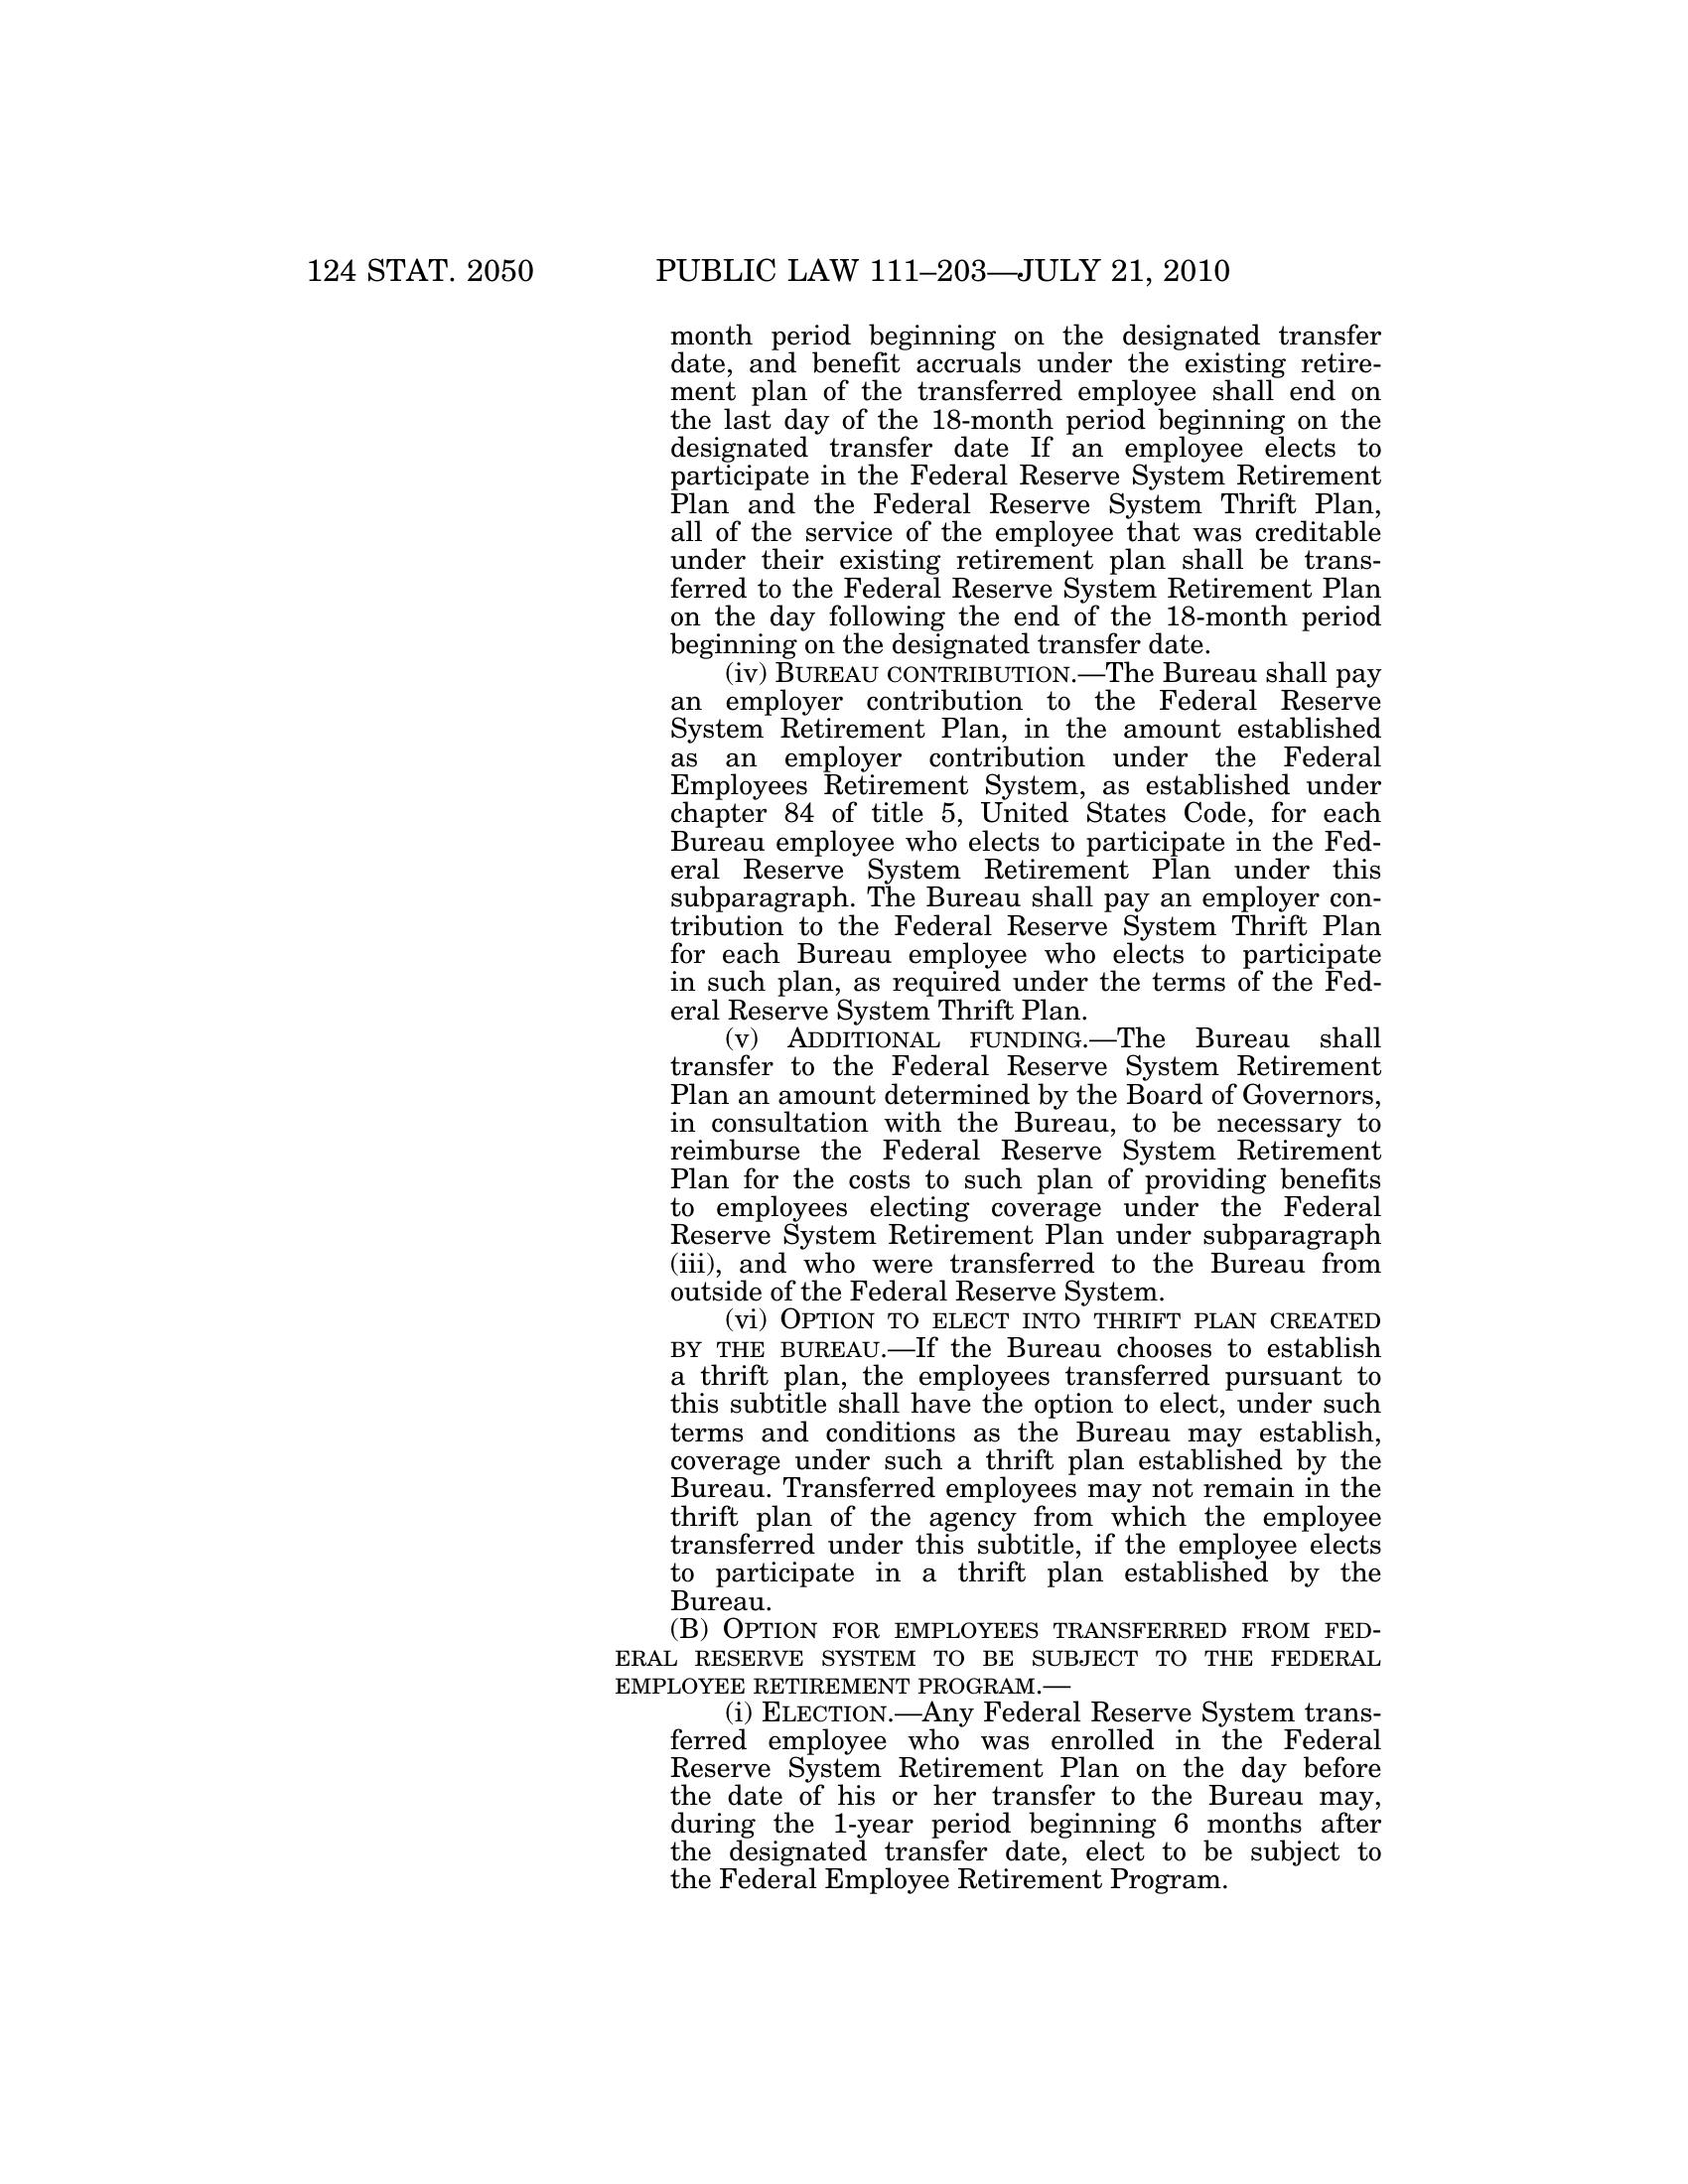 124 STAT. 2050 PUBLIC LAW 111–203—JULY 21, 2010
month period beginning on the designated transfer
date, and benefit accruals under the existing retire-
ment plan of the transferred employee shall end on
the last day of the 18-month period beginning on the
designated transfer date If an employee elects to
participate in the Federal Reserve System Retirement
Plan and the Federal Reserve System Thrift Plan,
all of the service of the employee that was creditable
under their existing retirement plan shall be trans-
ferred to the Federal Reserve System Retirement Plan
on the day following the end of the 18-month period
beginning on the designated transfer date.
(iv) BUREAU CONTRIBUTION.—The Bureau shall pay
an employer contribution to the Federal Reserve
System Retirement Plan, in the amount established
as an employer contribution under the Federal
Employees Retirement System, as established under
chapter 84 of title 5, United States Code, for each
Bureau employee who elects to participate in the Fed-
eral Reserve System Retirement Plan under this
subparagraph. The Bureau shall pay an employer con-
tribution to the Federal Reserve System Thrift Plan
for each Bureau employee who elects to participate
in such plan, as required under the terms of the Fed-
eral Reserve System Thrift Plan.
(v) ADDITIONAL FUNDING.—The Bureau shall
transfer to the Federal Reserve System Retirement
Plan an amount determined by the Board of Governors,
in consultation with the Bureau, to be necessary to
reimburse the Federal Reserve System Retirement
Plan for the costs to such plan of providing benefits
to employees electing coverage under the Federal
Reserve System Retirement Plan under subparagraph
(iii), and who were transferred to the Bureau from
outside of the Federal Reserve System.
(vi) OPTION TO ELECT INTO THRIFT PLAN CREATED
BY THE BUREAU.—If the Bureau chooses to establish
a thrift plan, the employees transferred pursuant to
this subtitle shall have the option to elect, under such
terms and conditions as the Bureau may establish,
coverage under such a thrift plan established by the
Bureau. Transferred employees may not remain in the
thrift plan of the agency from which the employee
transferred under this subtitle, if the employee elects
to participate in a thrift plan established by the
Bureau.
(B) OPTION FOR EMPLOYEES TRANSFERRED FROM FED-
ERAL RESERVE SYSTEM TO BE SUBJECT TO THE FEDERAL
EMPLOYEE RETIREMENT PROGRAM.—
(i) ELECTION.—Any Federal Reserve System trans-
ferred employee who was enrolled in the Federal
Reserve System Retirement Plan on the day before
the date of his or her transfer to the Bureau may,
during the 1-year period beginning 6 months after
the designated transfer date, elect to be subject to
the Federal Employee Retirement Program.